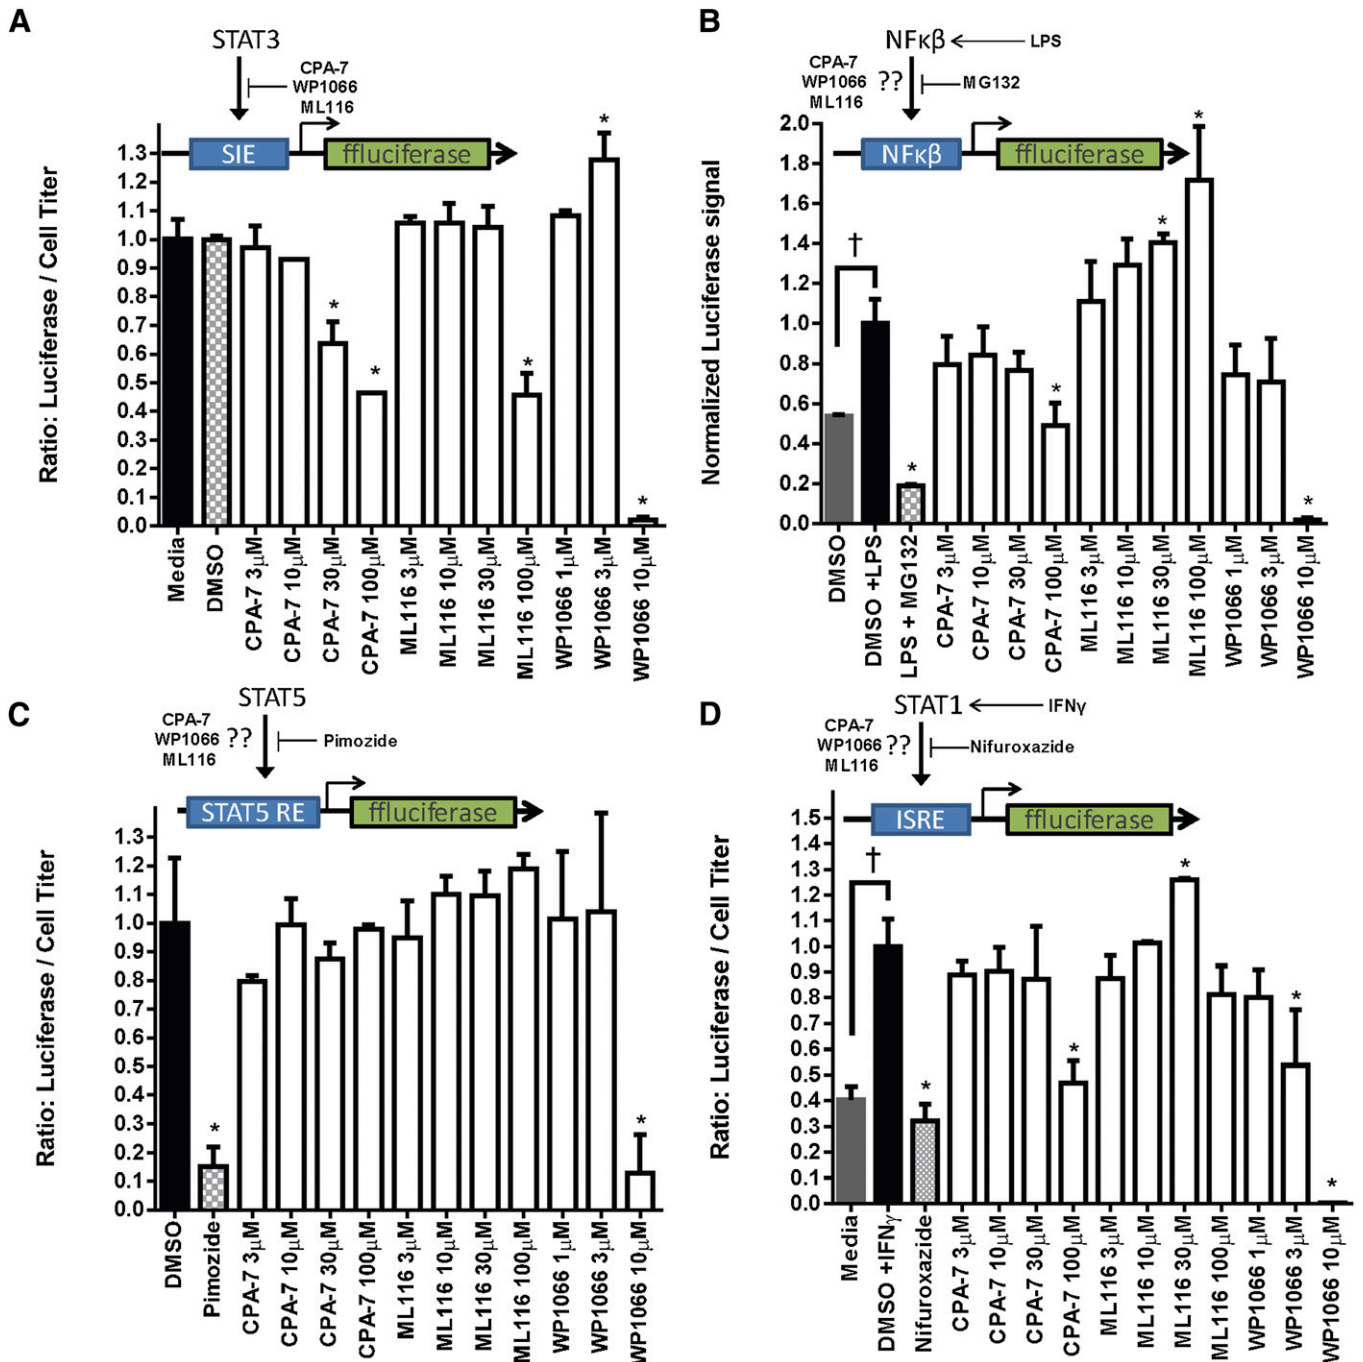 A
STAT3
CPA-7
WP1066
ML116
SIE
ffluciferase
Ratio: Luciferase / Cell Titer
1.3
1.2
1.1
1.0
0.9
0.8
0.7
0.6
0.5
0.4
0.3
0.2
0.1
0.0
*
*
*
*
*
Media
DMSO
CPA-7 3μM
CPA-7 10μM
CPA-7 30μM
CPA-7 100μM
ML116 3μM
ML116 10μM
ML116 30μM
ML116 100μM
WP1066 1μM
WP1066 3μM
WP1066 10μM
B
NFκβ
LPS
CPA-7
WP1066 ??
ML116
MG132
NFκβ
ffluciferase
Normalized Luciferase signal
2.0
1.8
1.6
1.4
1.2
1.0
0.8
0.6
0.4
0.2
0.0
†
*
*
*
*
*
DMSO
DMSO +LPS
LPS + MG132
CPA-7 3μM
CPA-7 10μM
CPA-7 30μM
CPA-7 100μM
ML116 3μM
ML116 10μM
ML116 30μM
ML116 100μM
WP1066 1μM
WP1066 3μM
WP1066 10μM
C
STAT5
CPA-7
WP1066 ??
ML116
Pimozide
STAT5 RE
ffluciferase
Ratio: Luciferase / Cell Titer
1.3
1.2
1.1
1.0
0.9
0.8
0.7
0.6
0.5
0.4
0.3
0.2
0.1
0.0
*
*
DMSO
Pimozide
CPA-7 3μM
CPA-7 10μM
CPA-7 30μM
CPA-7 100μM
ML116 3μM
ML116 10μM
ML116 30μM
ML116 100μM
WP1066 1μM
WP1066 3μM
WP1066 10μM
D
STAT1
IFNγ
CPA-7
WP1066 ??
ML116
Nifuroxazide
ISRE
ffluciferase
Ratio: Luciferase / Cell Titer
1.5
1.4
1.3
1.2
1.1
1.0
0.9
0.8
0.7
0.6
0.5
0.4
0.3
0.2
0.1
0.0
†
*
*
*
*
*
Media
DMSO +IFNγ
Nifuroxazide
CPA-7 3μM
CPA-7 10μM
CPA-7 30μM
CPA-7 100μM
ML116 3μM
ML116 10μM
ML116 30μM
ML116 100μM
WP1066 1μM
WP1066 3μM
WP1066 10μM